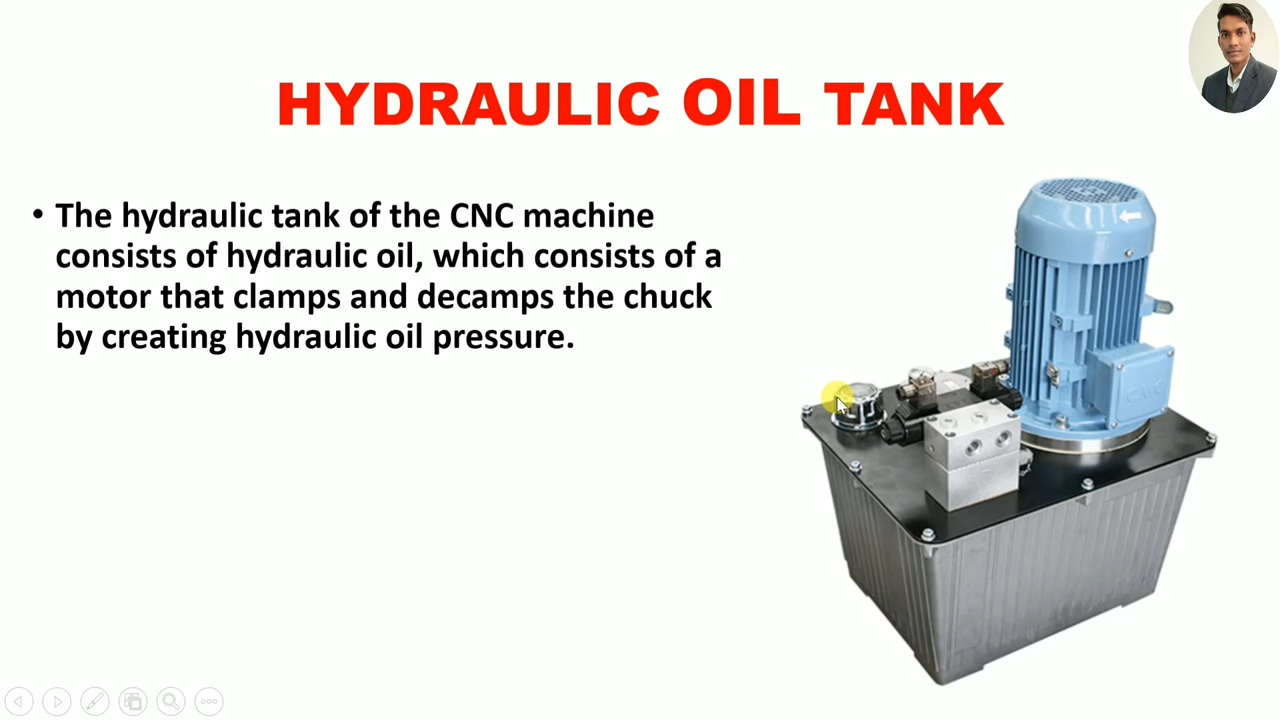 HYDRAULIC OIL TANK
• The hydraulic tank of the CNC machine
consists of hydraulic oil, which consists of a
motor that clamps and decamps the chuck
by creating hydraulic oil pressure.